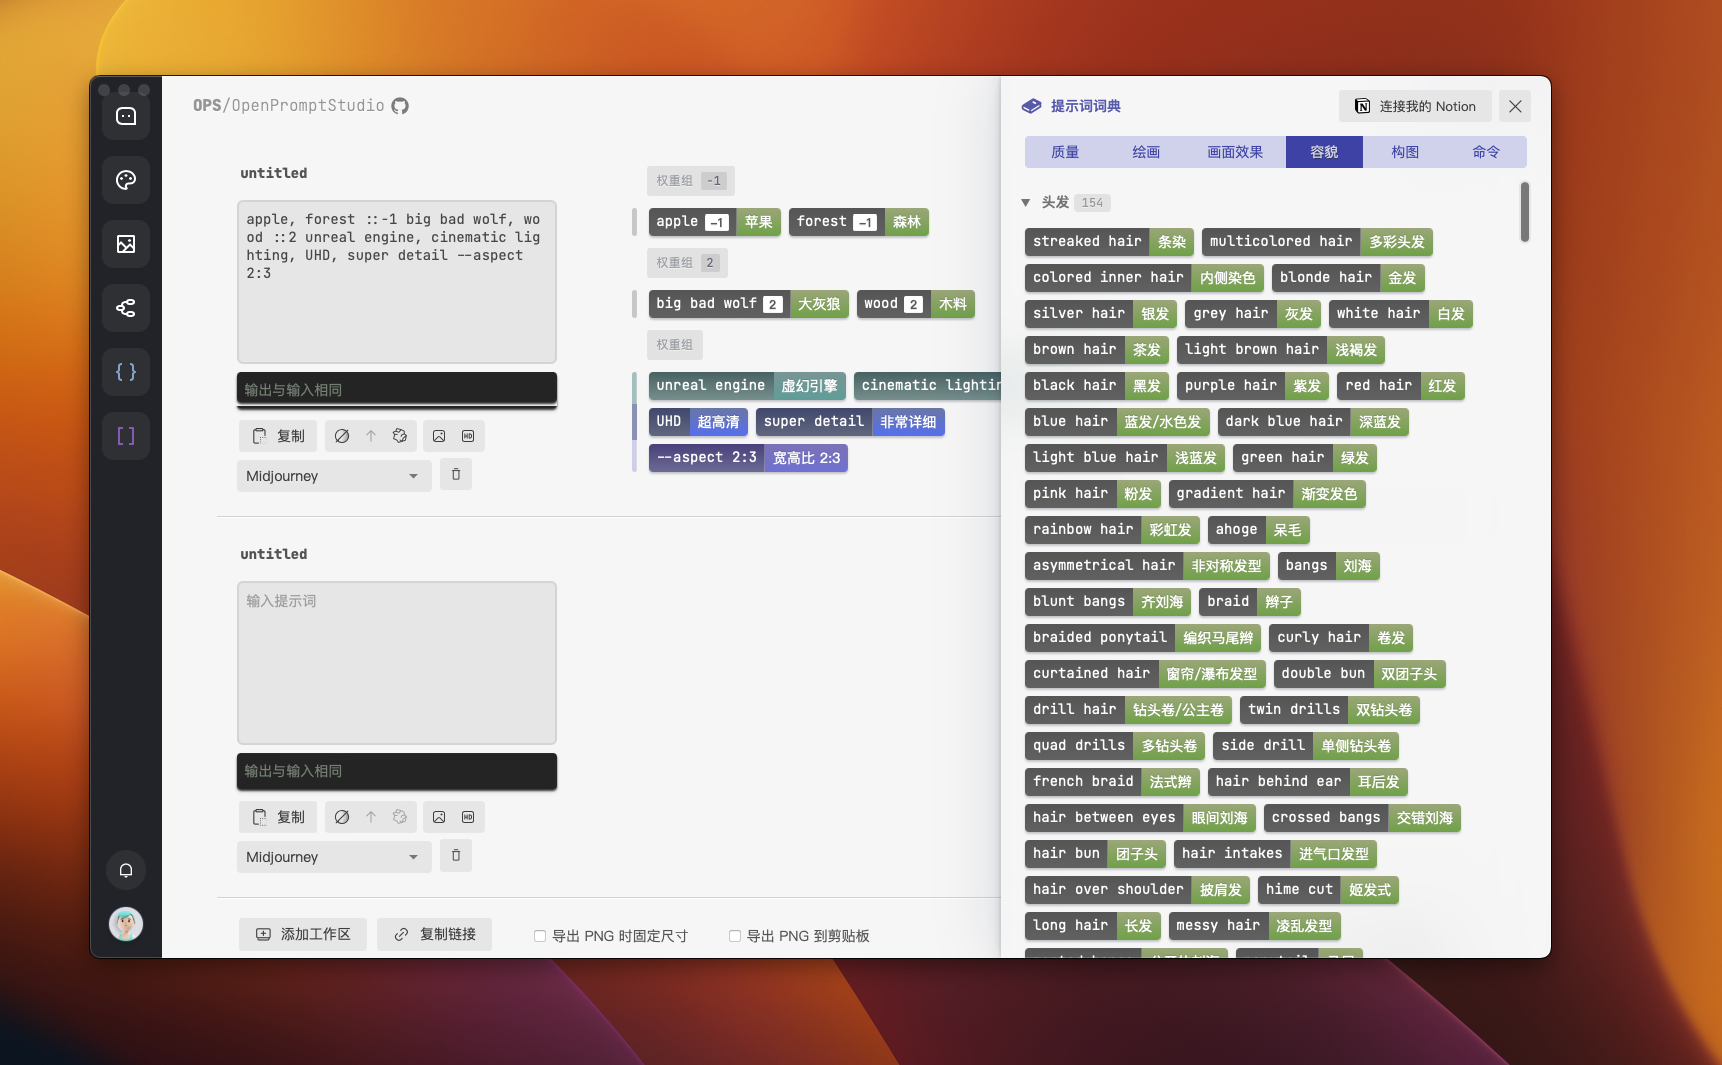 OPS/OpenPromptStudio
untitled
apple, forest ::-1 big bad wolf, wo
od ::2 unreal engine, cinematic lig
hting, UHD, super detail --aspect
2:3
输出与输入相同
复制
HD
Midjourney
权重组 -1
apple -1 苹果 forest -1 森林
权重组 2
big bad wolf 2 大灰狼 wood 2 木料
权重组
unreal engine 虚幻引擎 cinematic lightin
UHD 超高清 super detail 非常详细
--aspect 2:3 宽高比 2:3
untitled
输入提示词
输出与输入相同
复制
HD
Midjourney
添加工作区 复制链接 导出 PNG 时固定尺寸 导出 PNG 到剪贴板
提示词词典 连接我的 Notion
质量 绘画 画面效果 容貌 构图 命令
头发 154
streaked hair 条染 multicolored hair 多彩头发
colored inner hair 内侧染色 blonde hair 金发
silver hair 银发 grey hair 灰发 white hair 白发
brown hair 茶发 light brown hair 浅褐发
black hair 黑发 purple hair 紫发 red hair 红发
blue hair 蓝发/水色发 dark blue hair 深蓝发
light blue hair 浅蓝发 green hair 绿发
pink hair 粉发 gradient hair 渐变发色
rainbow hair 彩虹发 ahoge 呆毛
asymmetrical hair 非对称发型 bangs 刘海
blunt bangs 齐刘海 braid 辫子
braided ponytail 编织马尾辫 curly hair 卷发
curtained hair 窗帘/瀑布发型 double bun 双团子头
drill hair 钻头卷/公主卷 twin drills 双钻头卷
quad drills 多钻头卷 side drill 单侧钻头卷
french braid 法式辫 hair behind ear 耳后发
hair between eyes 眼间刘海 crossed bangs 交错刘海
hair bun 团子头 hair intakes 进气口发型
hair over shoulder 披肩发 hime cut 姬发式
long hair 长发 messy hair 凌乱发型